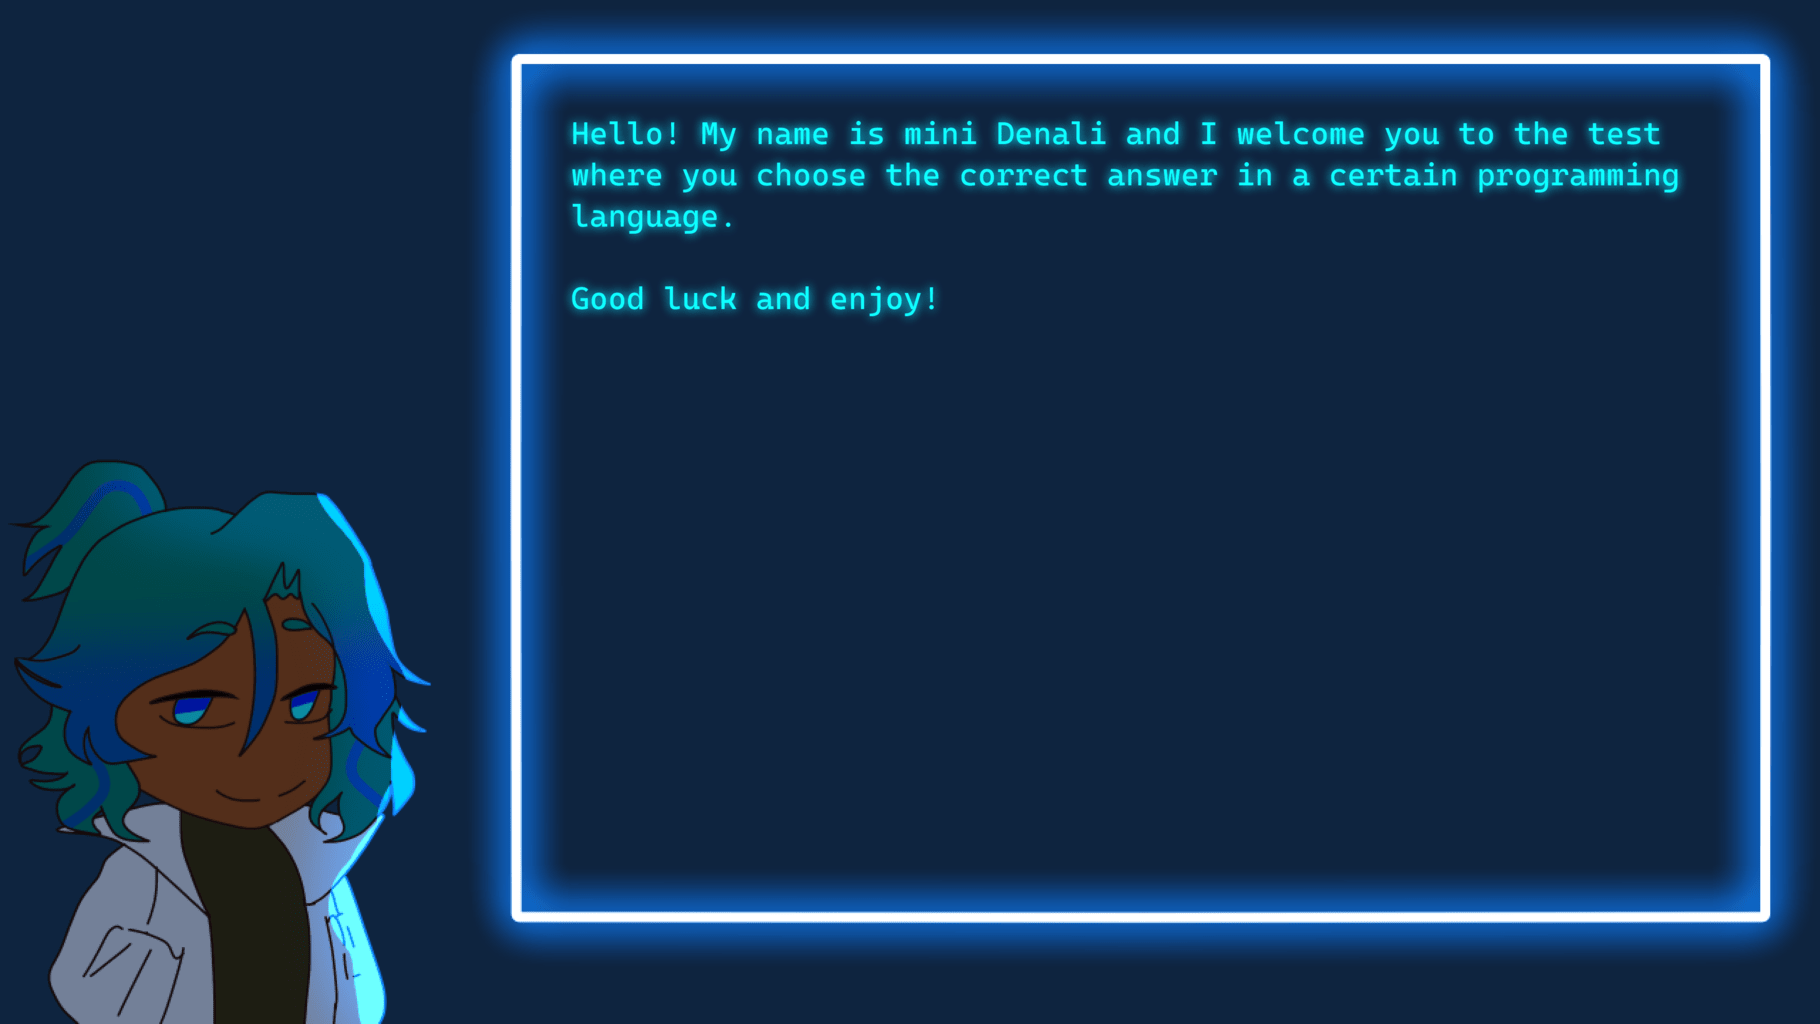 Hello! My name is mini Denali and I welcome you to the test
where you choose the correct answer in a certain programming
language.
Good luck and enjoy!